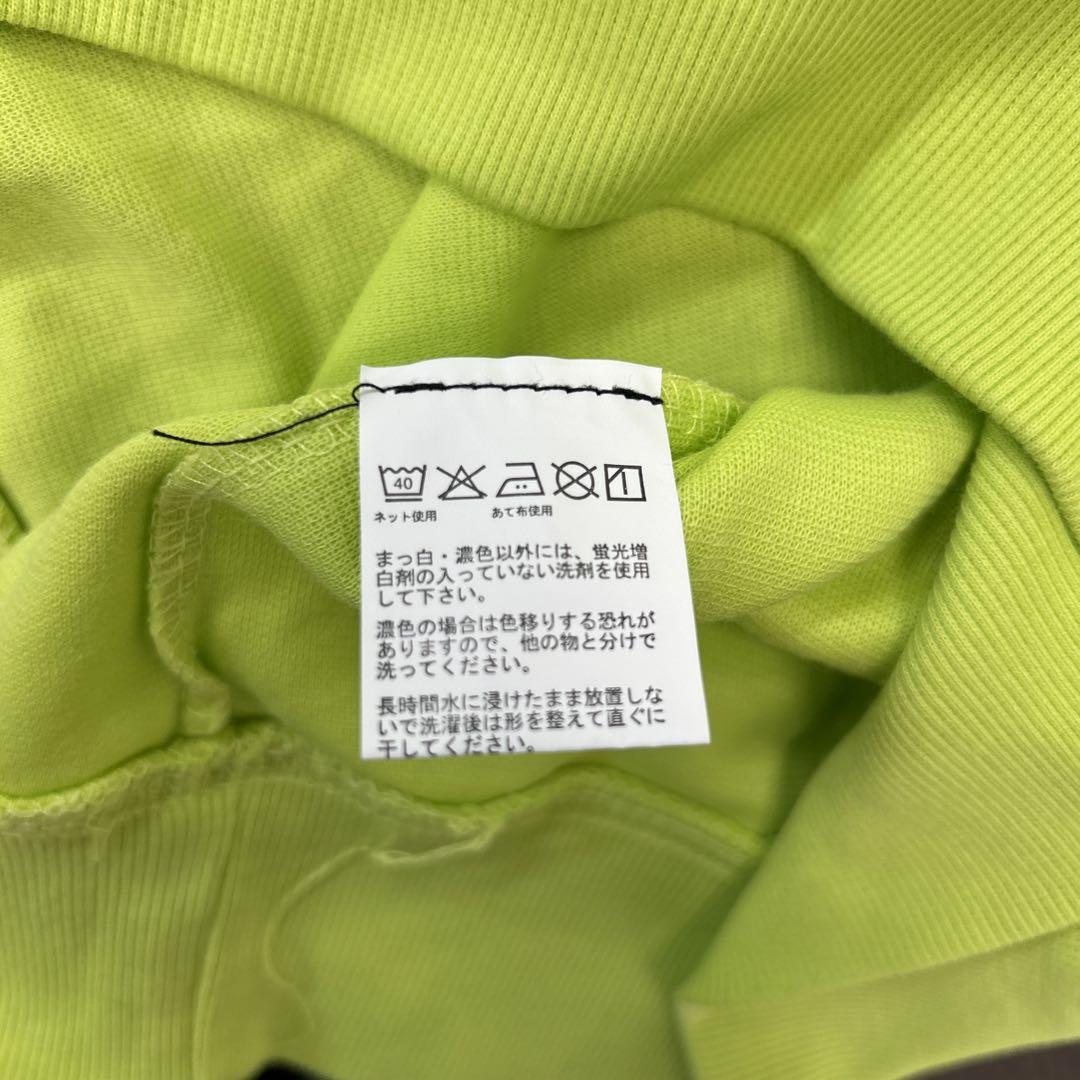 40
ネット使用 あて布使用
まっ白・濃色以外には、蛍光増
白剤の入っていない洗剤を使用
して下さい。
濃色の場合は色移りする恐れが
ありますので、他の物と分けで
洗ってください。
長時間水に浸けたまま放置しな
いで洗濯後は形を整えて直ぐに
干してください。